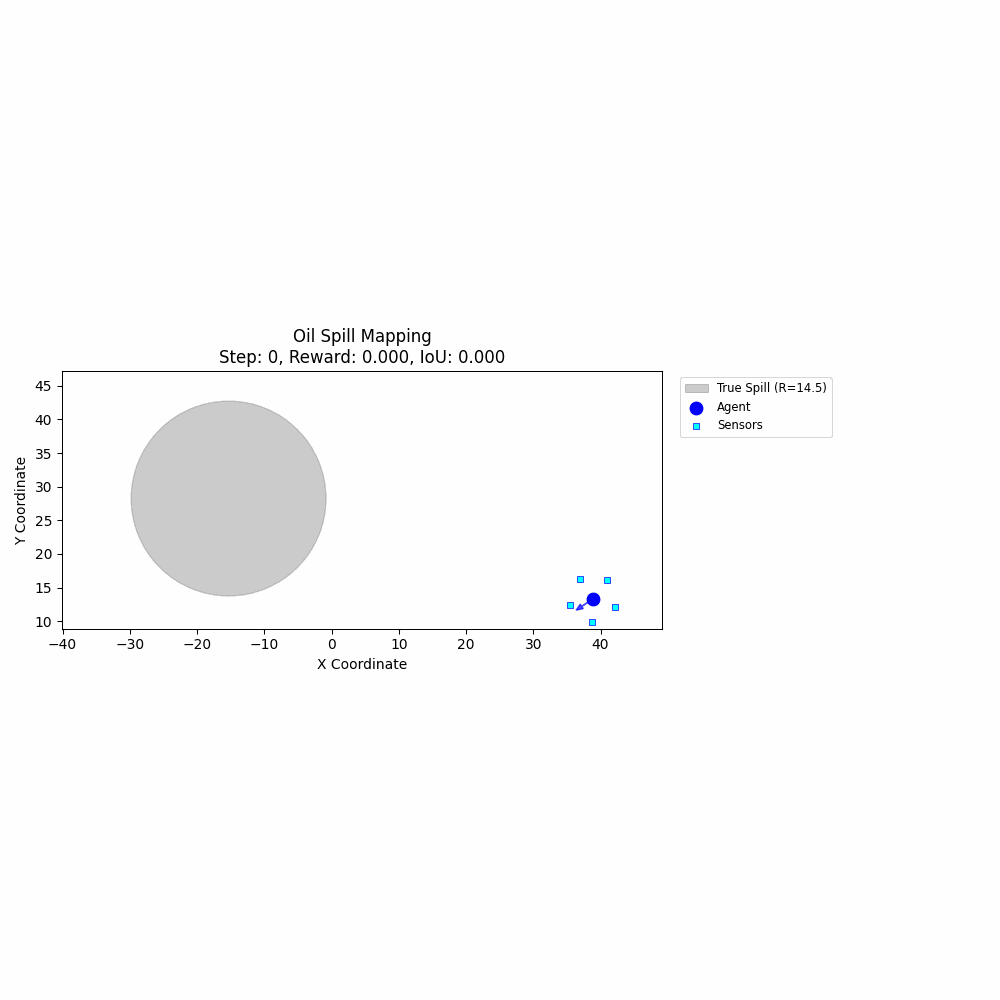 Oil Spill Mapping
Step: 0, Reward: 0.000, IoU: 0.000
True Spill (R=14.5)
Agent
Sensors
Y Coordinate
45
40
35
30
25
20
15
10
−40 −30 −20 −10 0 10 20 30 40
X Coordinate